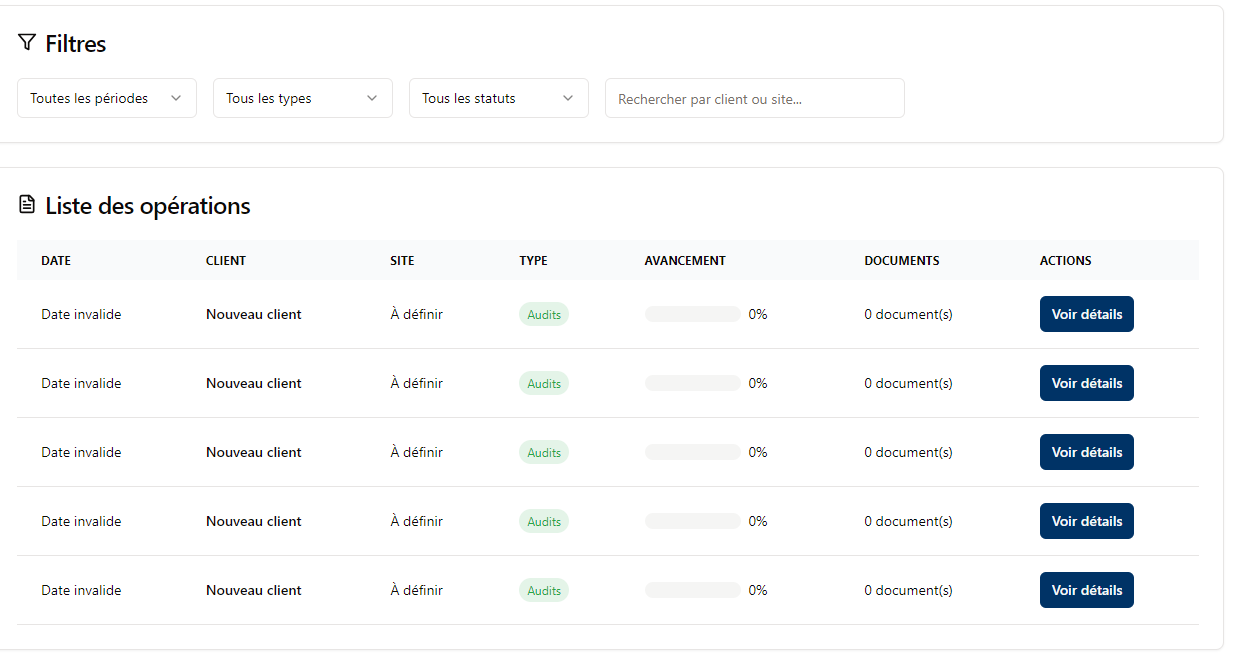 Filtres
Toutes les périodes Tous les types Tous les statuts Rechercher par client ou site...
Liste des opérations
DATE CLIENT SITE TYPE AVANCEMENT DOCUMENTS ACTIONS
Date invalide Nouveau client À définir Audits 0% 0 document(s) Voir détails
Date invalide Nouveau client À définir Audits 0% 0 document(s) Voir détails
Date invalide Nouveau client À définir Audits 0% 0 document(s) Voir détails
Date invalide Nouveau client À définir Audits 0% 0 document(s) Voir détails
Date invalide Nouveau client À définir Audits 0% 0 document(s) Voir détails